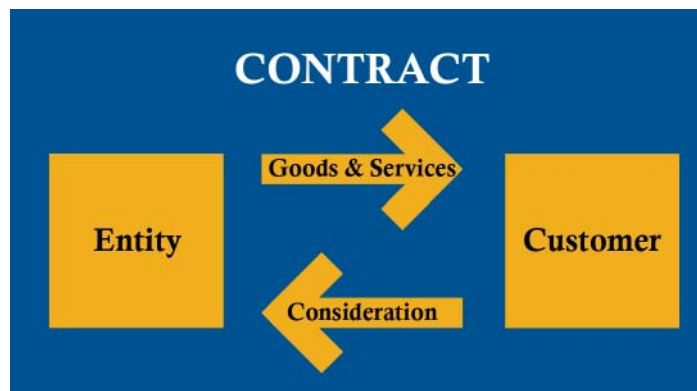 CONTRACT
Goods & Services
Entity
Customer
Consideration